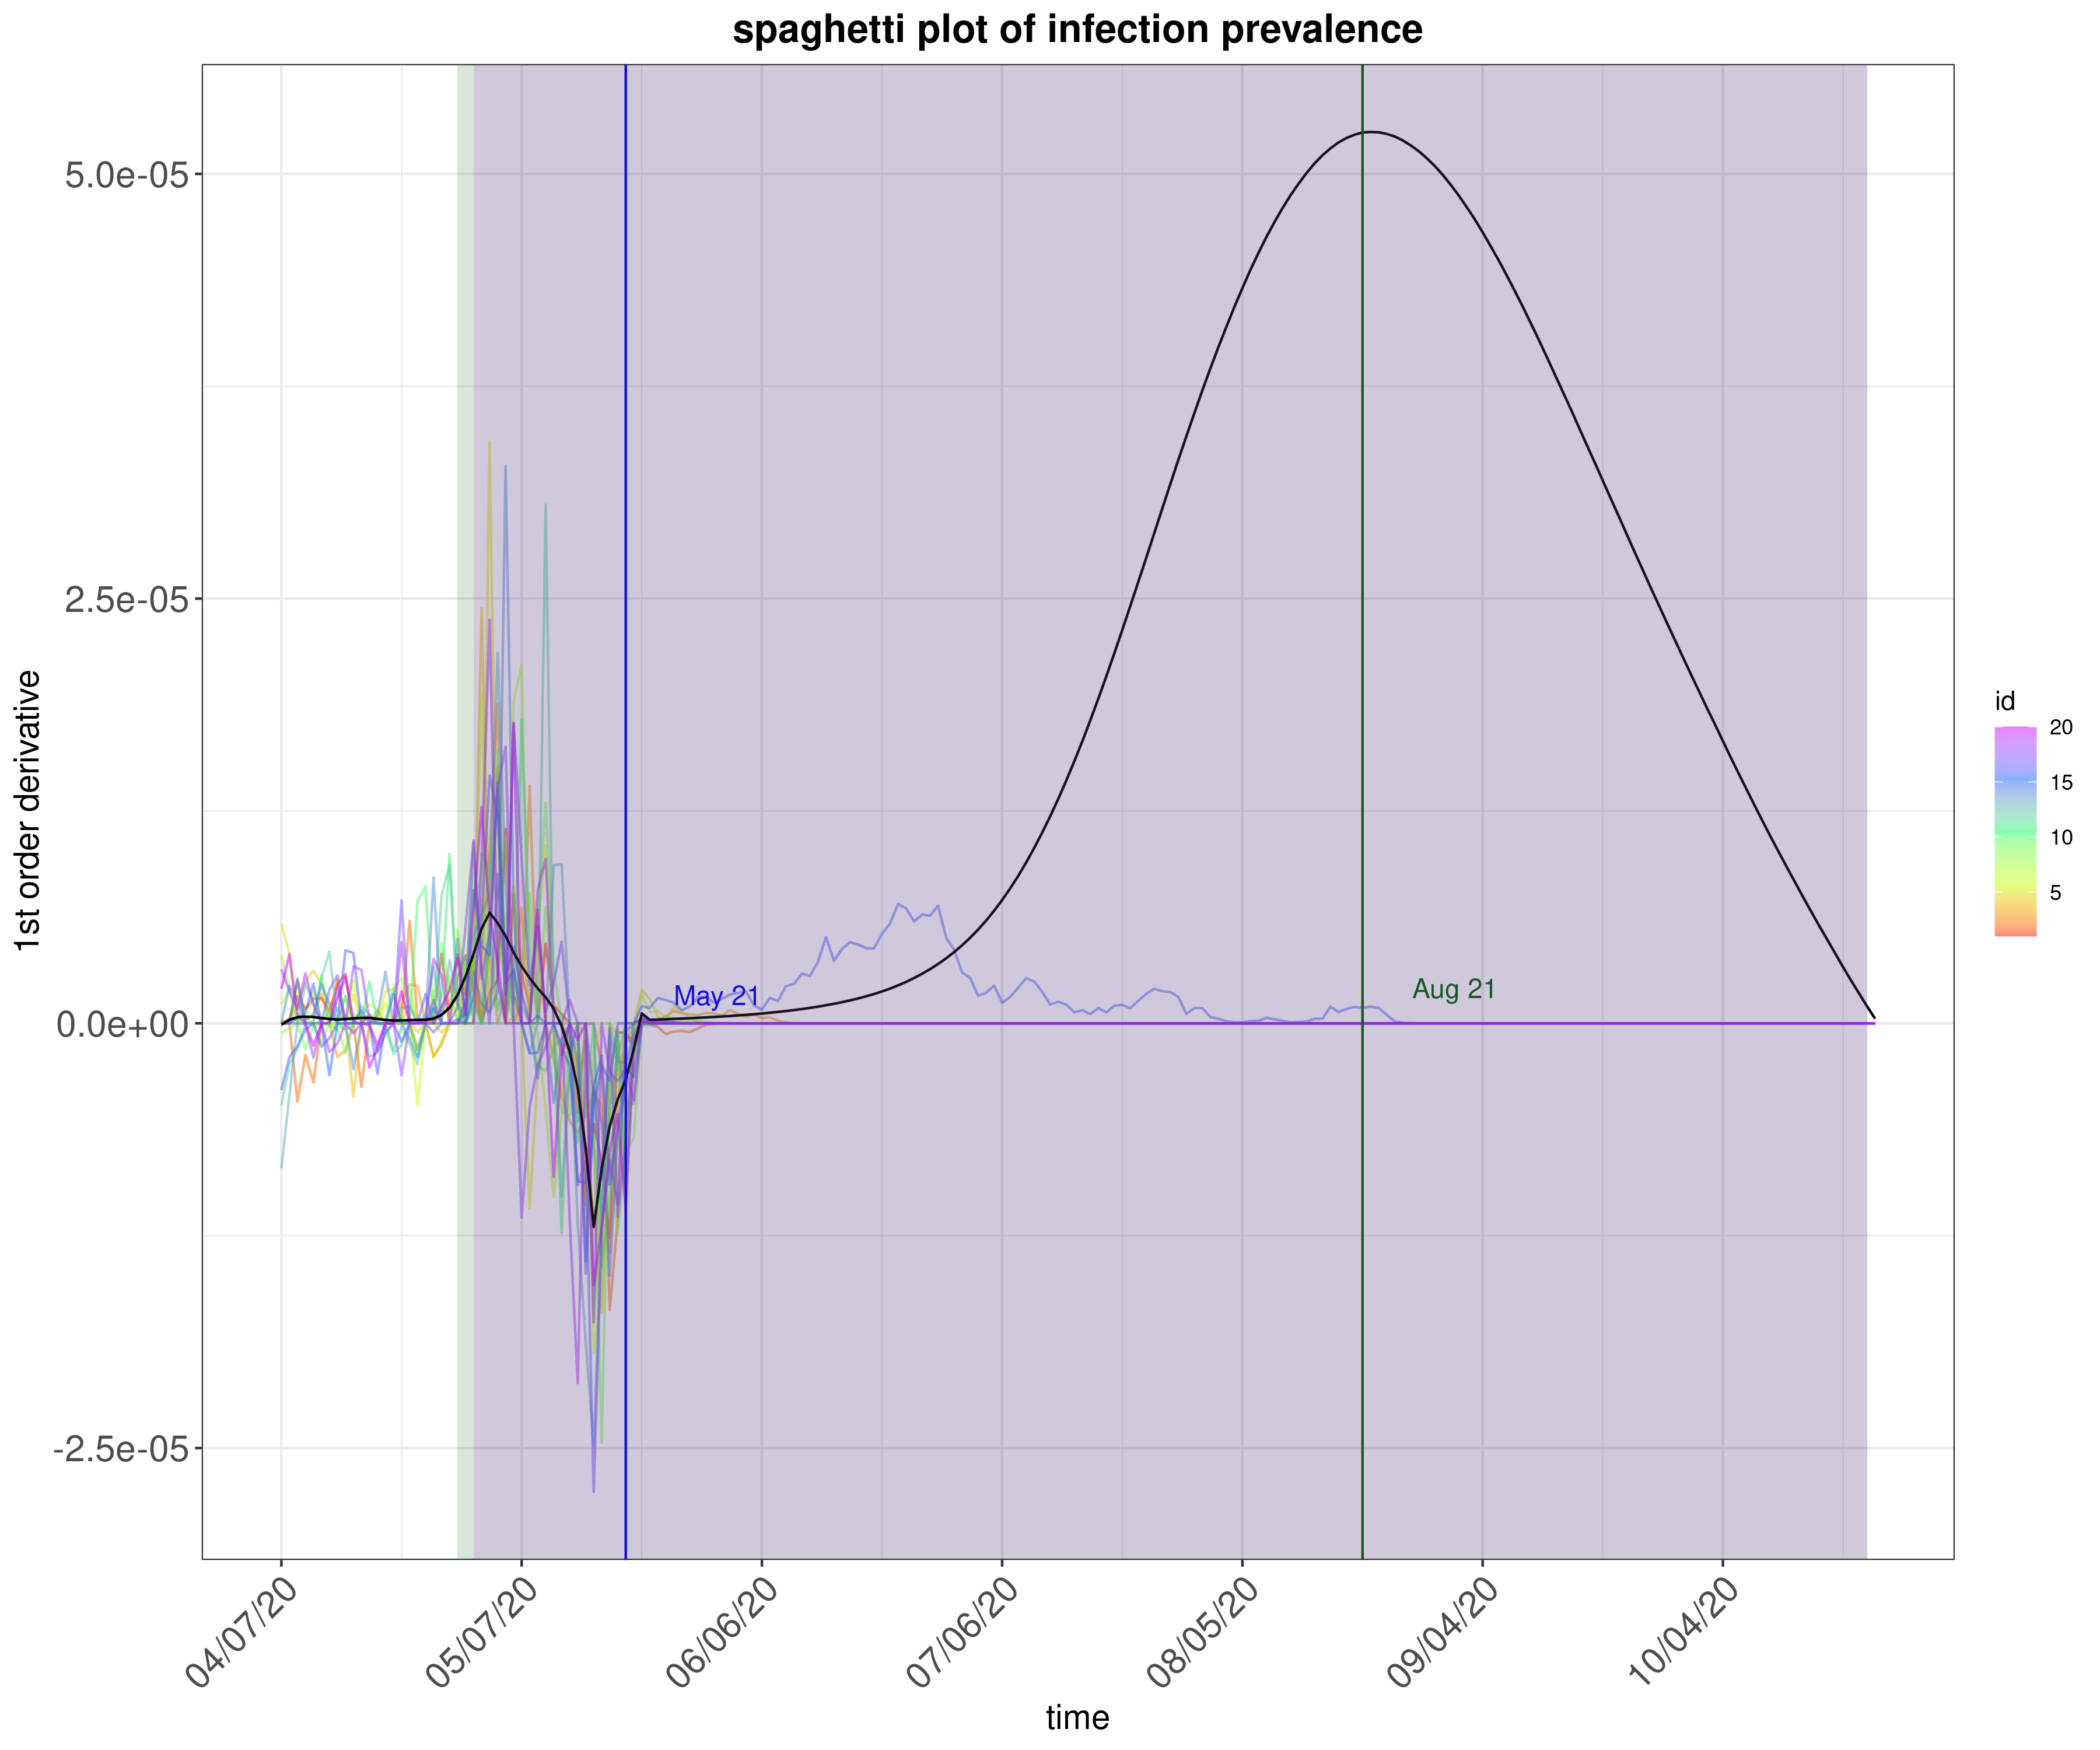 spaghetti plot of infection prevalence
1st order derivative
5.0e-05
2.5e-05
0.0e+00
-2.5e-05
May 21
Aug 21
id
20
15
10
5
04/07/20
05/07/20
06/06/20
07/06/20
08/05/20
09/04/20
10/04/20
time